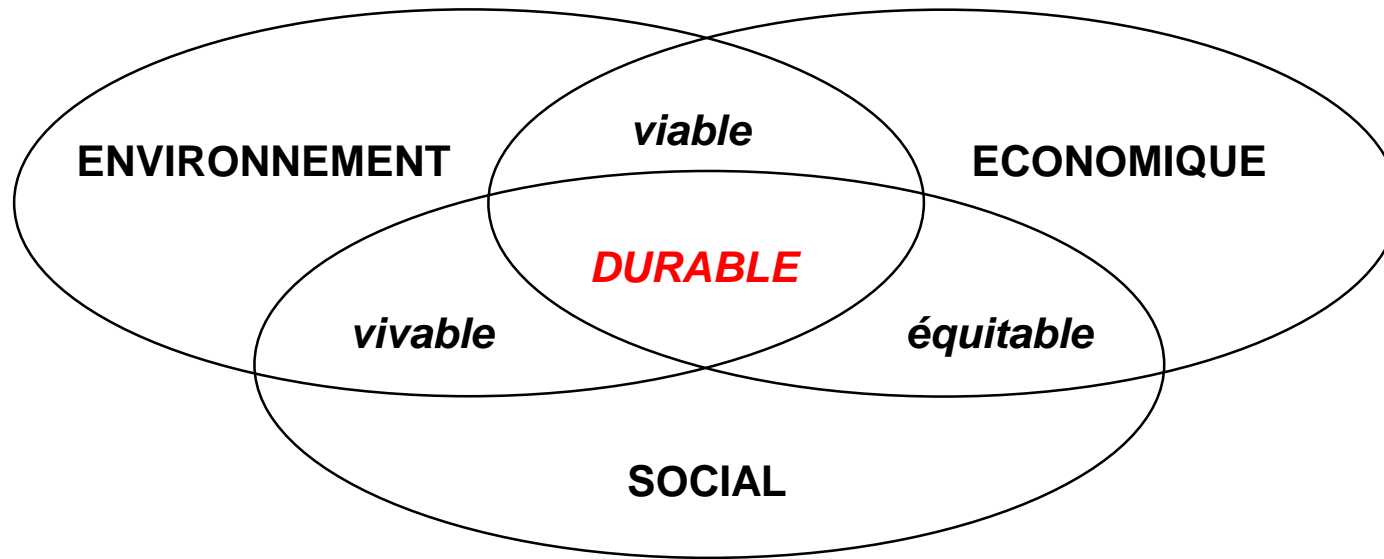 viable
ENVIRONNEMENT
ECONOMIQUE
DURABLE
vivable
équitable
SOCIAL